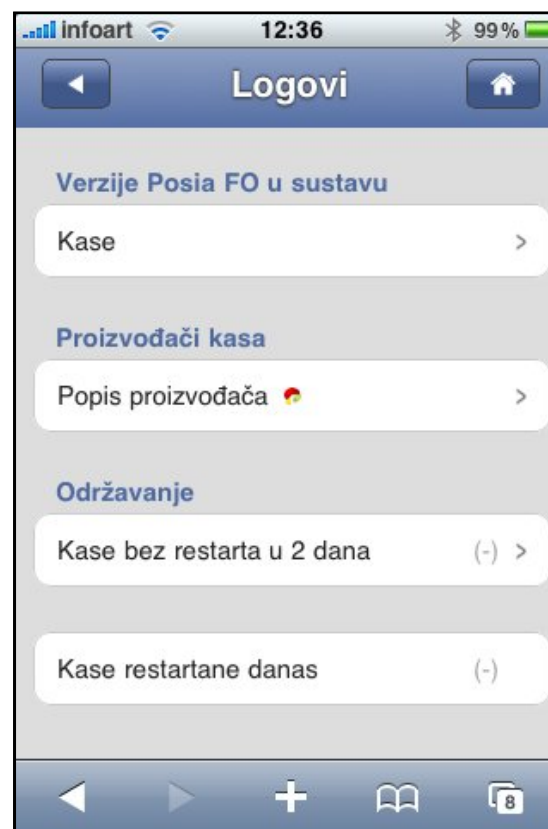 infoart 12:36 99%
Logovi
Verzije Posia FO u sustavu
Kase
Proizvođači kasa
Popis proizvođača
Održavanje
Kase bez restarta u 2 dana (-)
Kase restartane danas (-)
8